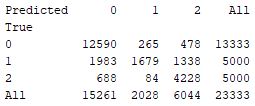 Predicted 0 1 2 All
True
0 12590 265 478 13333
1 1983 1679 1338 5000
2 688 84 4228 5000
All 15261 2028 6044 23333